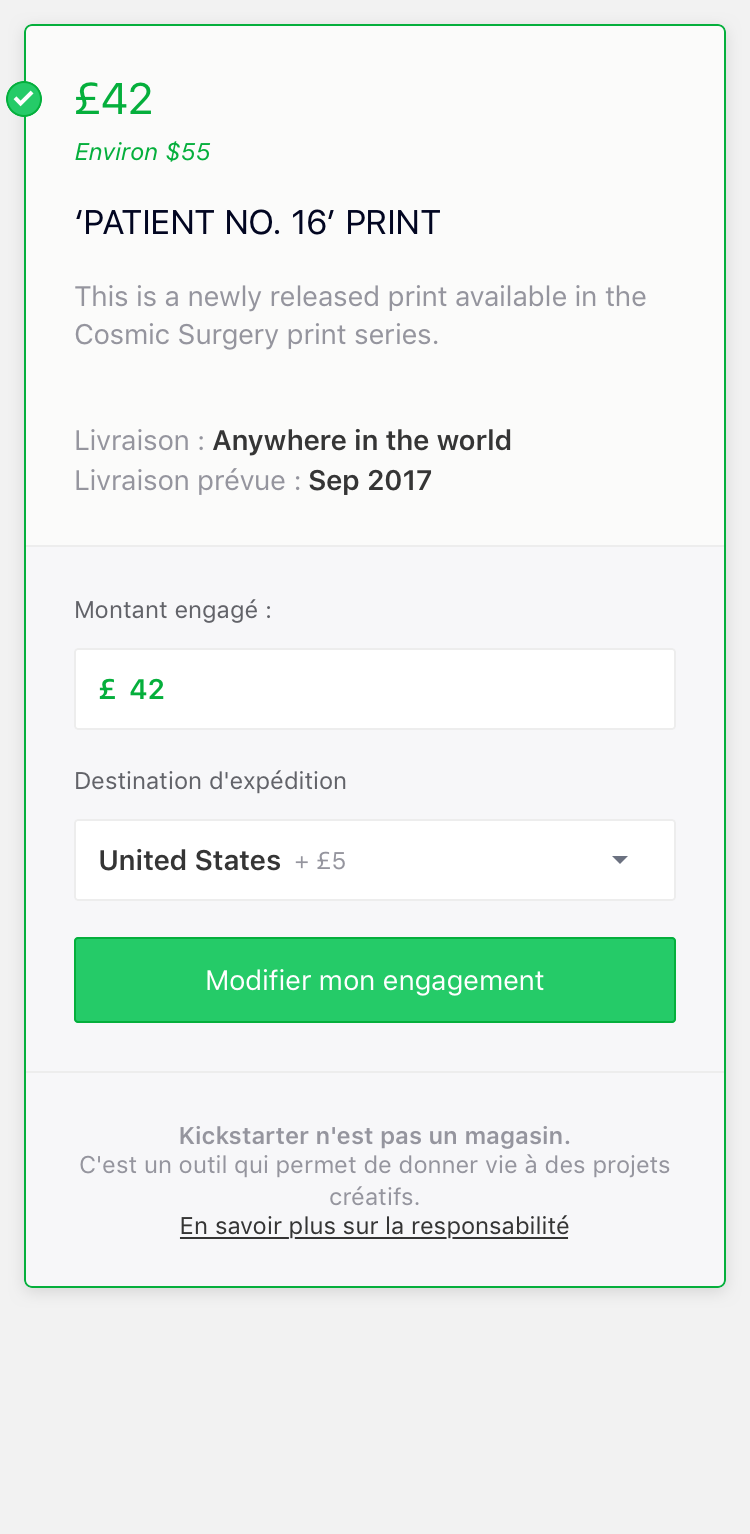 £42
Environ $55
‘PATIENT NO. 16’ PRINT
This is a newly released print available in the
Cosmic Surgery print series.
Livraison : Anywhere in the world
Livraison prévue : Sep 2017
Montant engagé :
£ 42
Destination d'expédition
United States + £5
Modifier mon engagement
Kickstarter n'est pas un magasin.
C'est un outil qui permet de donner vie à des projets
créatifs.
En savoir plus sur la responsabilité